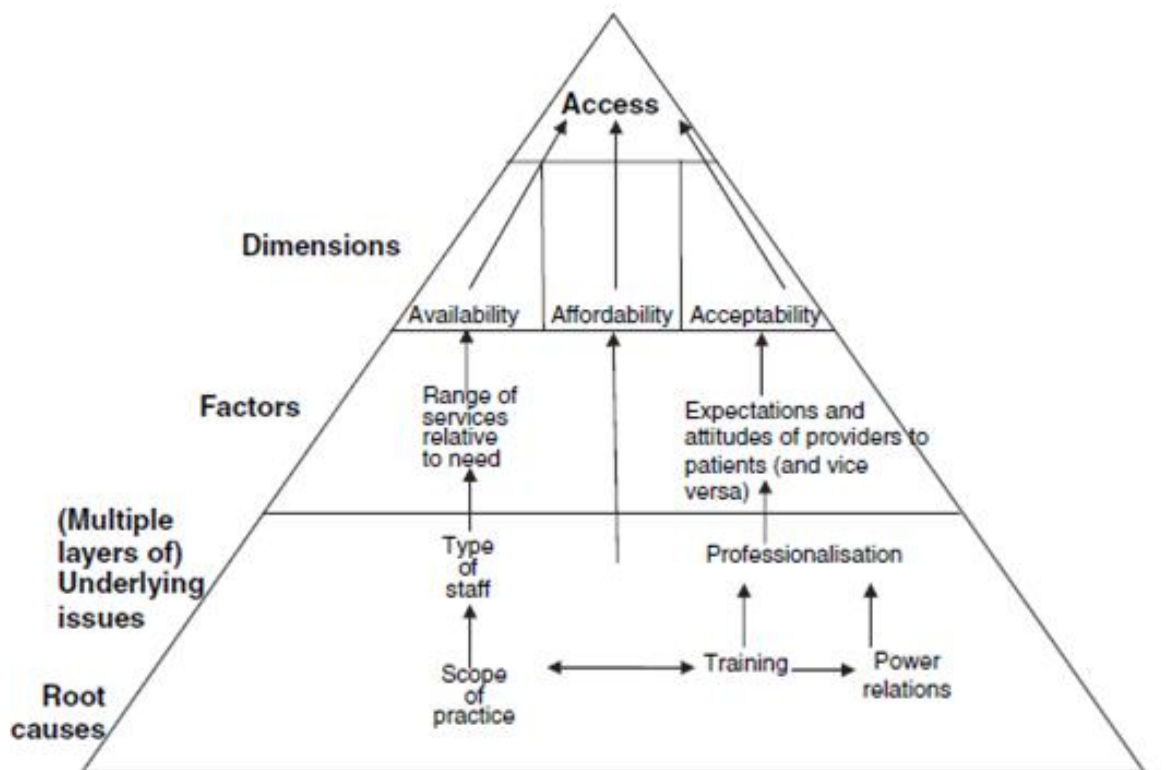 Access
Dimensions
Availability
Affordability
Acceptability
Factors
Range of
services
relative
to need
Expectations and
attitudes of providers to
patients (and vice
versa)
(Multiple
layers of)
Underlying
issues
Type
of
staff
Professionalisation
Root
causes
Scope
of
practice
Training
Power
relations